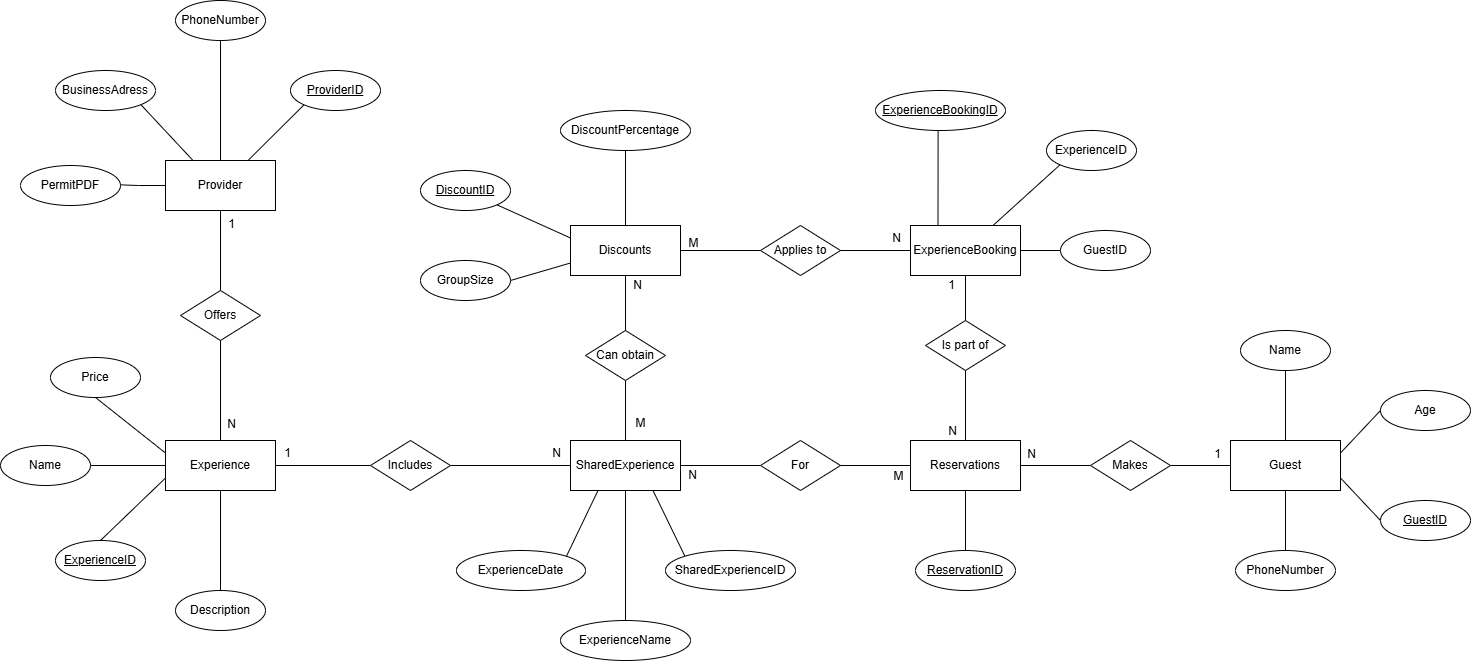 PhoneNumber
BusinessAdress
ProviderID
PermitPDF
Provider
1
Offers
N
Price
Name
Experience
ExperienceID
Description
1
Includes
N
DiscountPercentage
DiscountID
GroupSize
Discounts
M
Applies to
N
N
Can obtain
M
SharedExperience
ExperienceDate
SharedExperienceID
ExperienceName
N
For
M
ExperienceBookingID
ExperienceID
ExperienceBooking
GuestID
1
Is part of
N
Reservations
ReservationID
N
Makes
1
Name
Age
Guest
GuestID
PhoneNumber